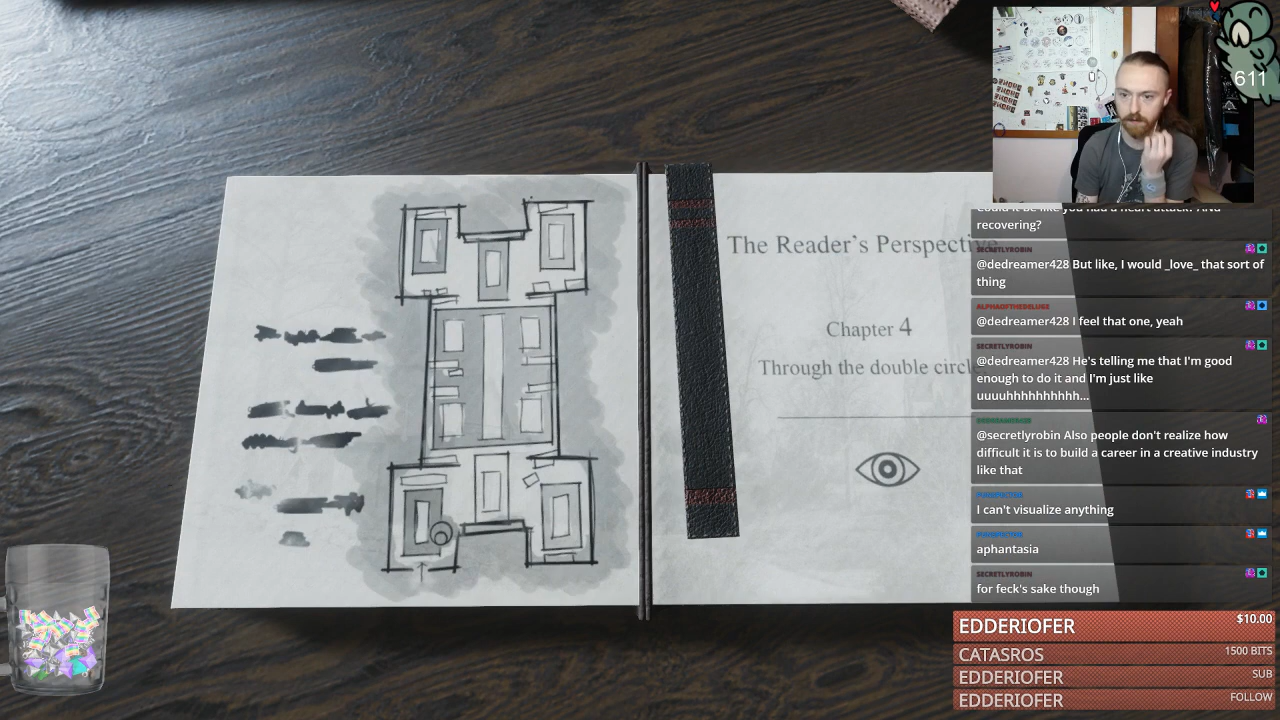 611
The Reader's Perspective
Chapter 4
Through the double circl
recovering?
SECRETLYROBIN
@dedreamer428 But like, I would _love_ that sort of
thing
ALPHAOFTHEDELUGE
@dedreamer428 I feel that one, yeah
SECRETLYROBIN
@dedreamer428 He's telling me that I'm good
enough to do it and I'm just like
uuuuhhhhhhhhhh...
@secretlyrobin Also people don't realize how
difficult it is to build a career in a creative industry
like that
I can't visualize anything
aphantasia
SECRETLYROBIN
for feck's sake though
EDDERIOFER $10.00
CATASROS 1500 BITS
EDDERIOFER SUB
EDDERIOFER FOLLOW